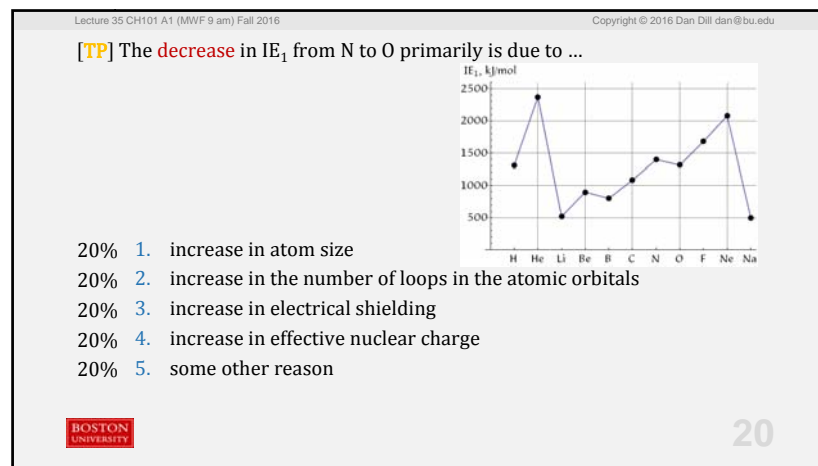 Lecture 35 CH101 A1 (MWF 9 am) Fall 2016 Copyright © 2016 Dan Dill dan@bu.edu
[TP] The decrease in IE₁ from N to O primarily is due to …
IE₁, kJ/mol
2500
2000
1500
1000
500
H He Li Be B C N O F Ne Na
20% 1. increase in atom size
20% 2. increase in the number of loops in the atomic orbitals
20% 3. increase in electrical shielding
20% 4. increase in effective nuclear charge
20% 5. some other reason
BOSTON
UNIVERSITY
20